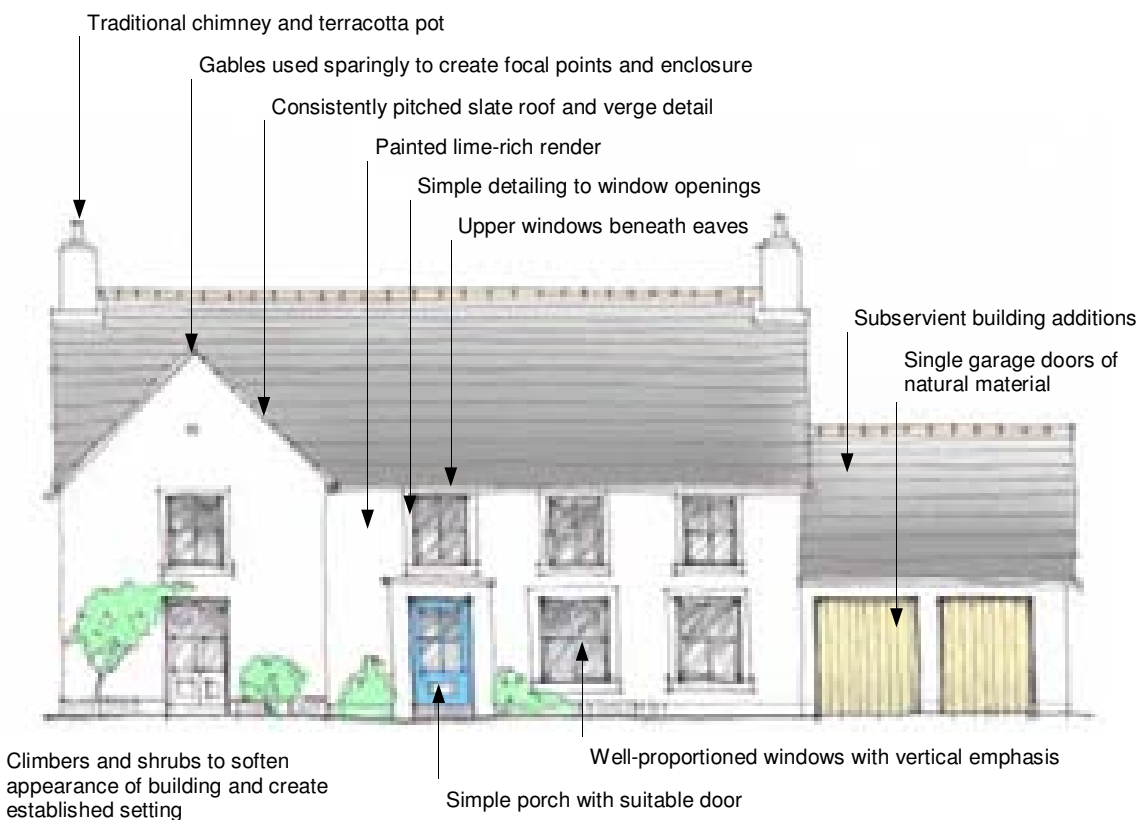 Traditional chimney and terracotta pot
Gables used sparingly to create focal points and enclosure
Consistently pitched slate roof and verge detail
Painted lime-rich render
Simple detailing to window openings
Upper windows beneath eaves
Subservient building additions
Single garage doors of
natural material
Well-proportioned windows with vertical emphasis
Climbers and shrubs to soften
appearance of building and create
established setting
Simple porch with suitable door